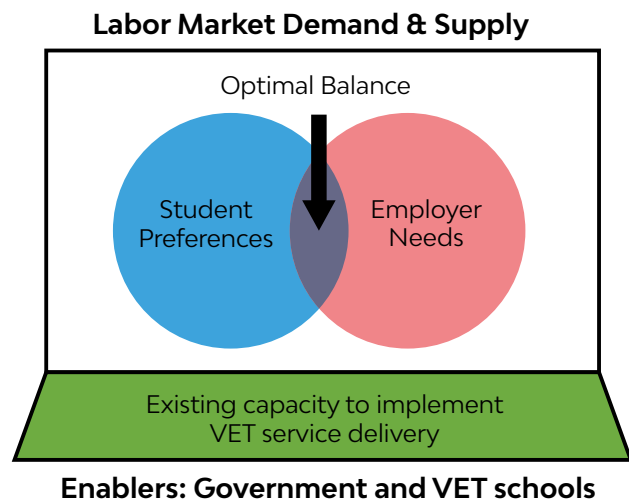 Labor Market Demand & Supply
Optimal Balance
Student
Preferences
Employer
Needs
Existing capacity to implement
VET service delivery
Enablers: Government and VET schools